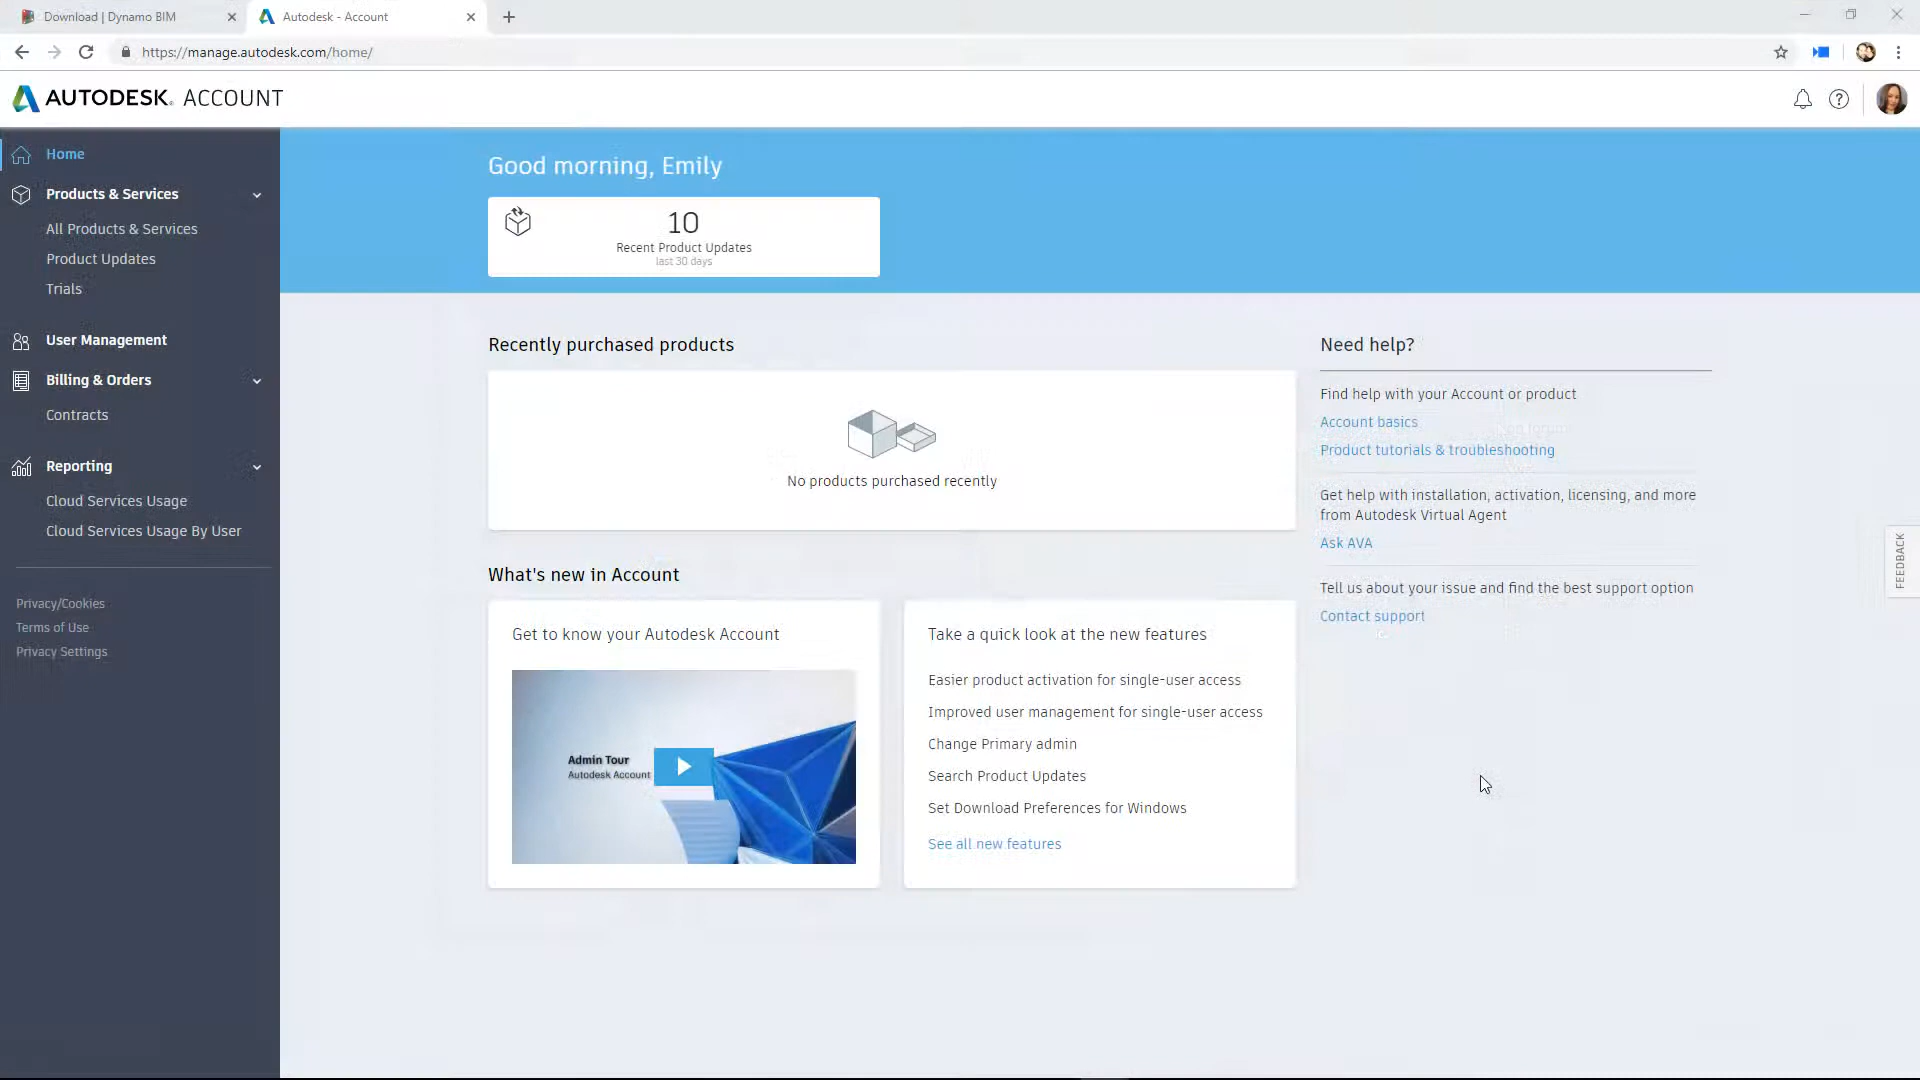 Download | Dynamo BIM
Autodesk - Account
https://manage.autodesk.com/home/
AUTODESK. ACCOUNT
Home
Products & Services
All Products & Services
Product Updates
Trials
User Management
Billing & Orders
Contracts
Reporting
Cloud Services Usage
Cloud Services Usage By User
Privacy/Cookies
Terms of Use
Privacy Settings
Good morning, Emily
10
Recent Product Updates
last 30 days
Recently purchased products
No products purchased recently
What's new in Account
Get to know your Autodesk Account
Admin Tour
Autodesk Account
Take a quick look at the new features
Easier product activation for single-user access
Improved user management for single-user access
Change Primary admin
Search Product Updates
Set Download Preferences for Windows
See all new features
Need help?
Find help with your Account or product
Account basics
Product tutorials & troubleshooting
Get help with installation, activation, licensing, and more
from Autodesk Virtual Agent
Ask AVA
Tell us about your issue and find the best support option
Contact support
FEEDBACK